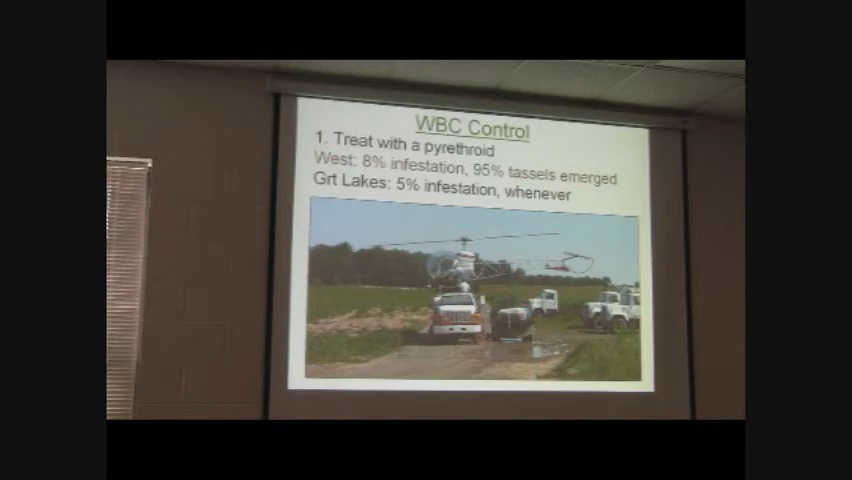 WBC Control
1. Treat with a pyrethroid
West: 8% infestation, 95% tassels emerged
Grt Lakes: 5% infestation, whenever